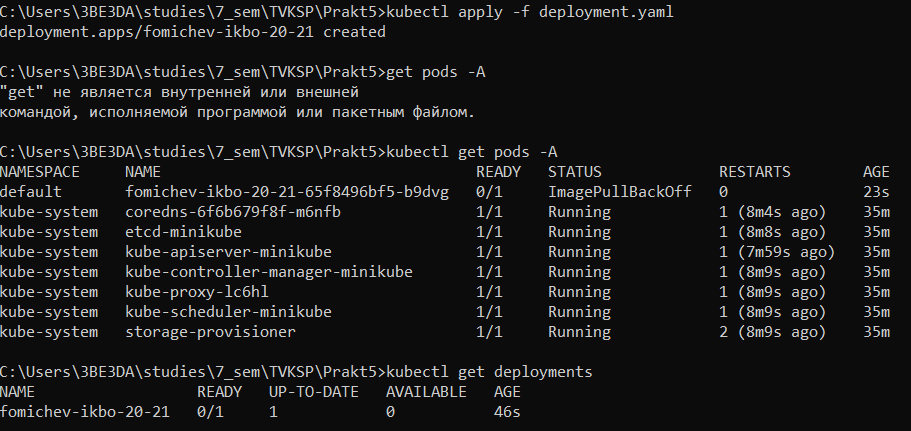 C:\Users\3BE3DA\studies\7_sem\TVKSP\Prakt5>kubectl apply -f deployment.yaml
deployment.apps/fomichev-ikbo-20-21 created
C:\Users\3BE3DA\studies\7_sem\TVKSP\Prakt5>get pods -A
"get" не является внутренней или внешней
командой, исполняемой программой или пакетным файлом.
C:\Users\3BE3DA\studies\7_sem\TVKSP\Prakt5>kubectl get pods -A
NAMESPACE NAME READY STATUS RESTARTS AGE
default fomichev-ikbo-20-21-65f8496bf5-b9dvg 0/1 ImagePullBackOff 0 23s
kube-system coredns-6f6b679f8f-m6nfb 1/1 Running 1 (8m4s ago) 35m
kube-system etcd-minikube 1/1 Running 1 (8m8s ago) 35m
kube-system kube-apiserver-minikube 1/1 Running 1 (7m59s ago) 35m
kube-system kube-controller-manager-minikube 1/1 Running 1 (8m9s ago) 35m
kube-system kube-proxy-lc6hl 1/1 Running 1 (8m9s ago) 35m
kube-system kube-scheduler-minikube 1/1 Running 1 (8m9s ago) 35m
kube-system storage-provisioner 1/1 Running 2 (8m9s ago) 35m
C:\Users\3BE3DA\studies\7_sem\TVKSP\Prakt5>kubectl get deployments
NAME READY UP-TO-DATE AVAILABLE AGE
fomichev-ikbo-20-21 0/1 1 0 46s